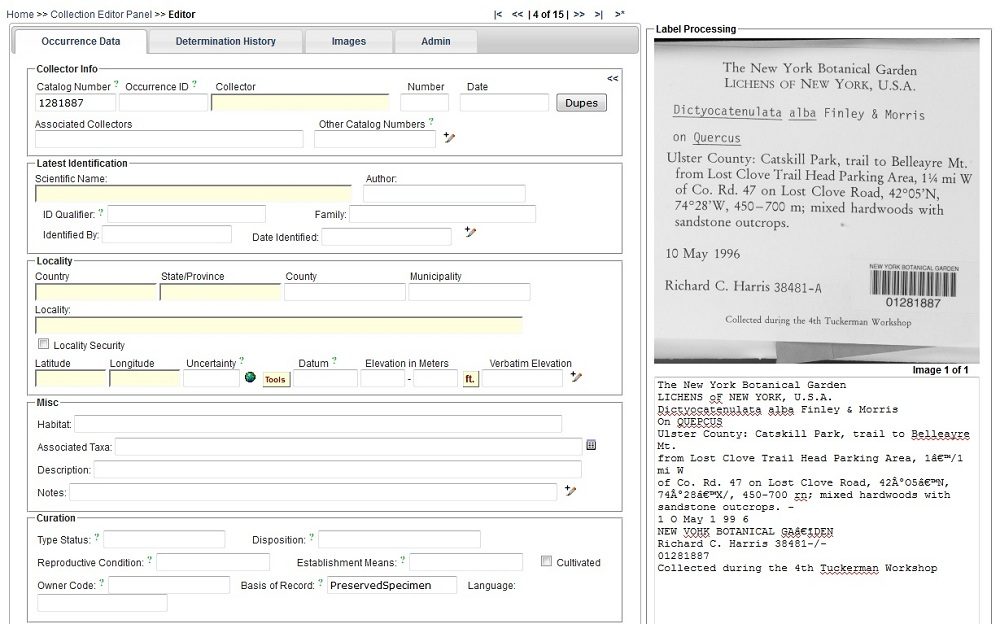 Home >> Collection Editor Panel >> Editor
|< << | 4 of 15 | >> >| >*
Occurrence Data Determination History Images Admin
Collector Info
<<
Catalog Number ? Occurrence ID ? Collector Number Date
1281887 Dupes
Associated Collectors Other Catalog Numbers ?
Latest Identification
Scientific Name: Author:
ID Qualifier: ? Family:
Identified By: Date Identified:
Locality
Country State/Province County Municipality
Locality:
Locality Security
Latitude Longitude Uncertainty ? Datum ? Elevation in Meters Verbatim Elevation
Tools - ft.
Misc
Habitat:
Associated Taxa:
Description:
Notes:
Curation
Type Status: ? Disposition: ?
Reproductive Condition: ? Establishment Means: ? Cultivated
Owner Code: ? Basis of Record: ? PreservedSpecimen Language:
Label Processing
The New York Botanical Garden
LICHENS OF NEW YORK, U.S.A.
Dictyocatenulata alba Finley & Morris
on Quercus
Ulster County: Catskill Park, trail to Belleayre Mt.
from Lost Clove Trail Head Parking Area, 1¼ mi W
of Co. Rd. 47 on Lost Clove Road, 42°05'N,
74°28'W, 450–700 m; mixed hardwoods with
sandstone outcrops.
10 May 1996
NEW YORK BOTANICAL GARDEN
Richard C. Harris 38481-A
01281887
Collected during the 4th Tuckerman Workshop
Image 1 of 1
The New York Botanical Garden
LICHENS oF NEW YORK, U.S.A.
Dictyocatenulata alba Finley & Morris
On QUEPCUS
Ulster County: Catskill Park, trail to Belleayre
Mt.
from Lost Clove Trail Head Parking Area, 1â€™/1
mi W
of Co. Rd. 47 on Lost Clove Road, 42Â°O5â€™N,
74Â°28â€™X/, 450-700 rn; mixed hardwoods with
sandstone outcrops. -
1 O May 1 99 6
NEW YOHK BOTANICAL GAâ€¶DEN
Richard C. Harris 38481-/-
01281887
Collected during the 4th Tuckerman Workshop